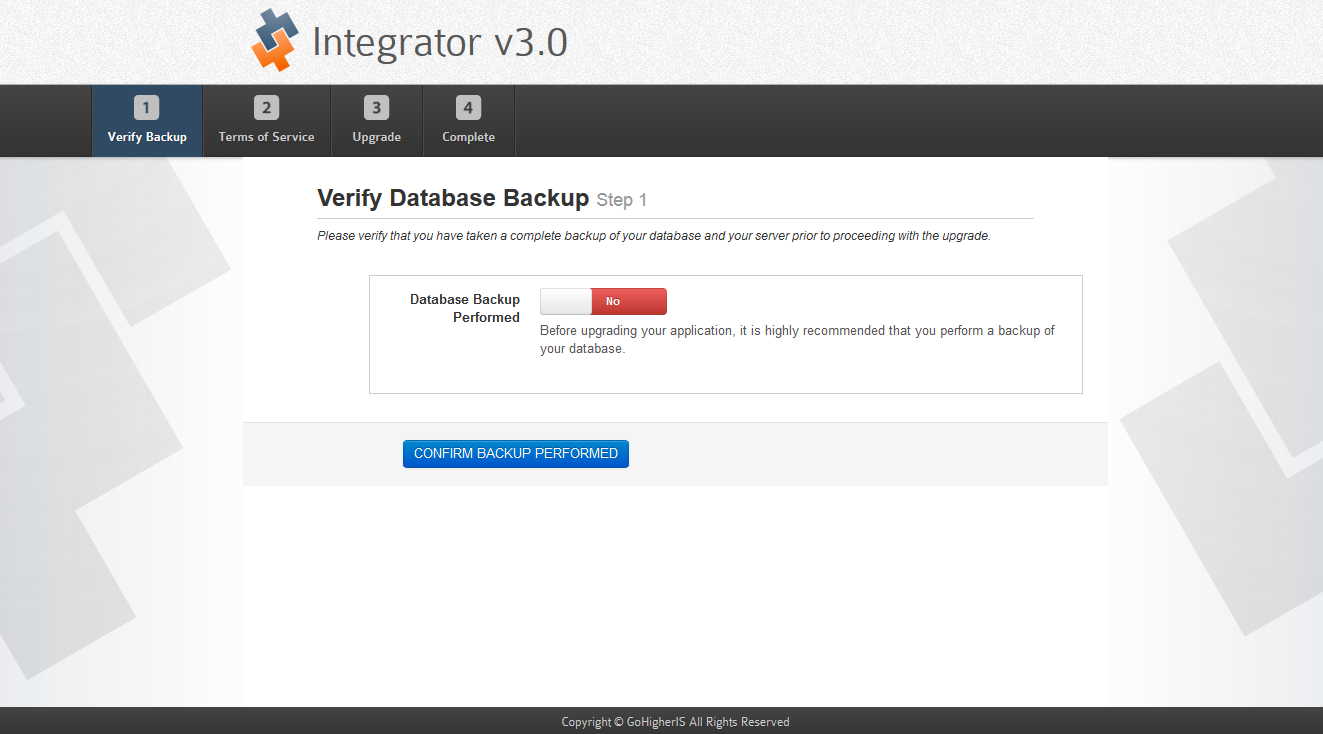 Integrator v3.0
1
Verify Backup
2
Terms of Service
3
Upgrade
4
Complete
Verify Database Backup Step 1
Please verify that you have taken a complete backup of your database and your server prior to proceeding with the upgrade.
Database Backup
Performed
No
Before upgrading your application, it is highly recommended that you perform a backup of
your database.
CONFIRM BACKUP PERFORMED
Copyright © GoHigherIS All Rights Reserved